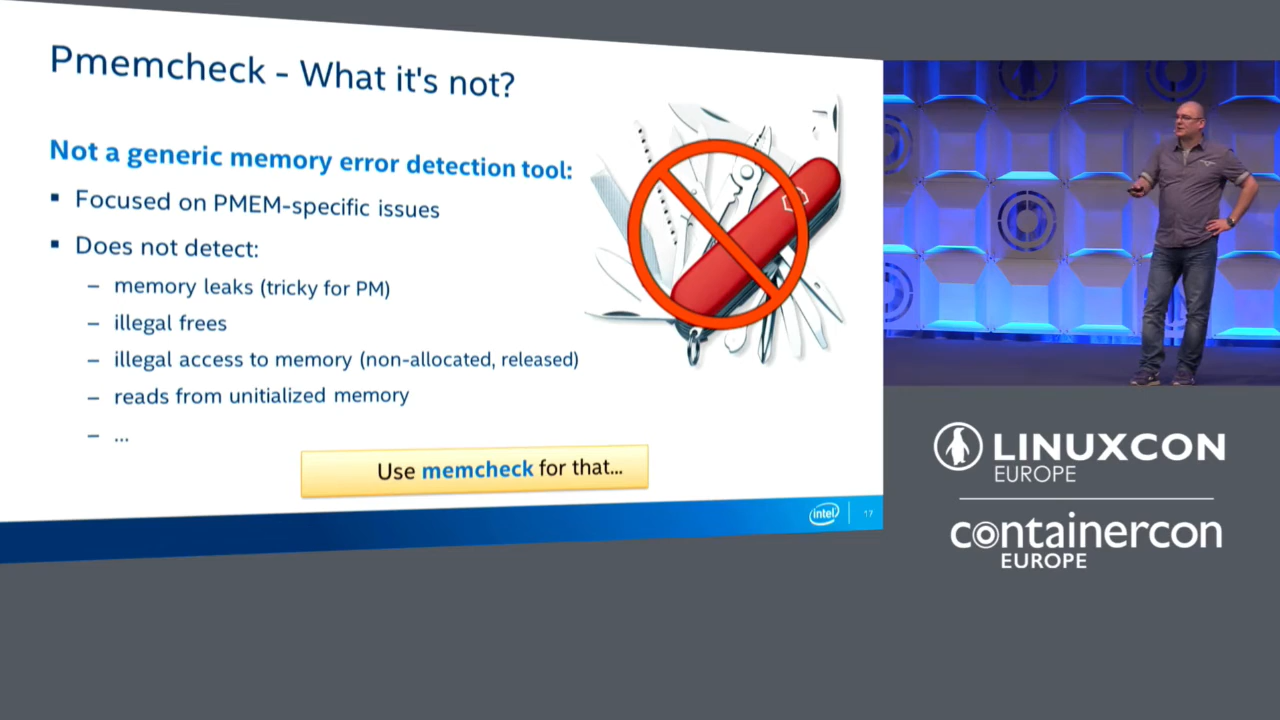 Pmemcheck - What it's not?
Not a generic memory error detection tool:
▪ Focused on PMEM-specific issues
▪ Does not detect:
– memory leaks (tricky for PM)
– illegal frees
– illegal access to memory (non-allocated, released)
– reads from unitialized memory
– ...
Use memcheck for that...
intel
17
LINUXCON
EUROPE
containercon
EUROPE